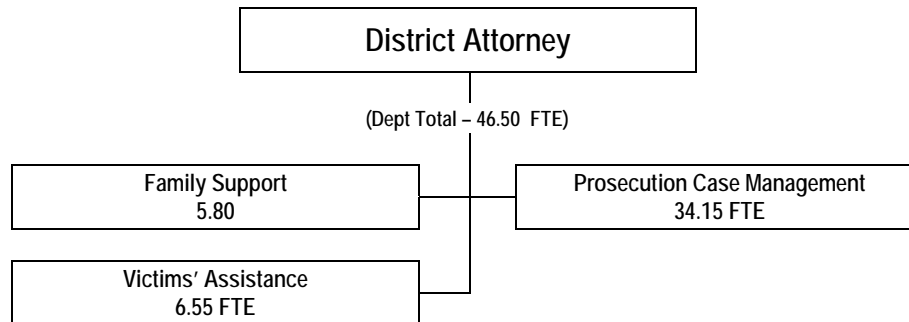 District Attorney
(Dept Total – 46.50 FTE)
Family Support
5.80
Prosecution Case Management
34.15 FTE
Victims' Assistance
6.55 FTE